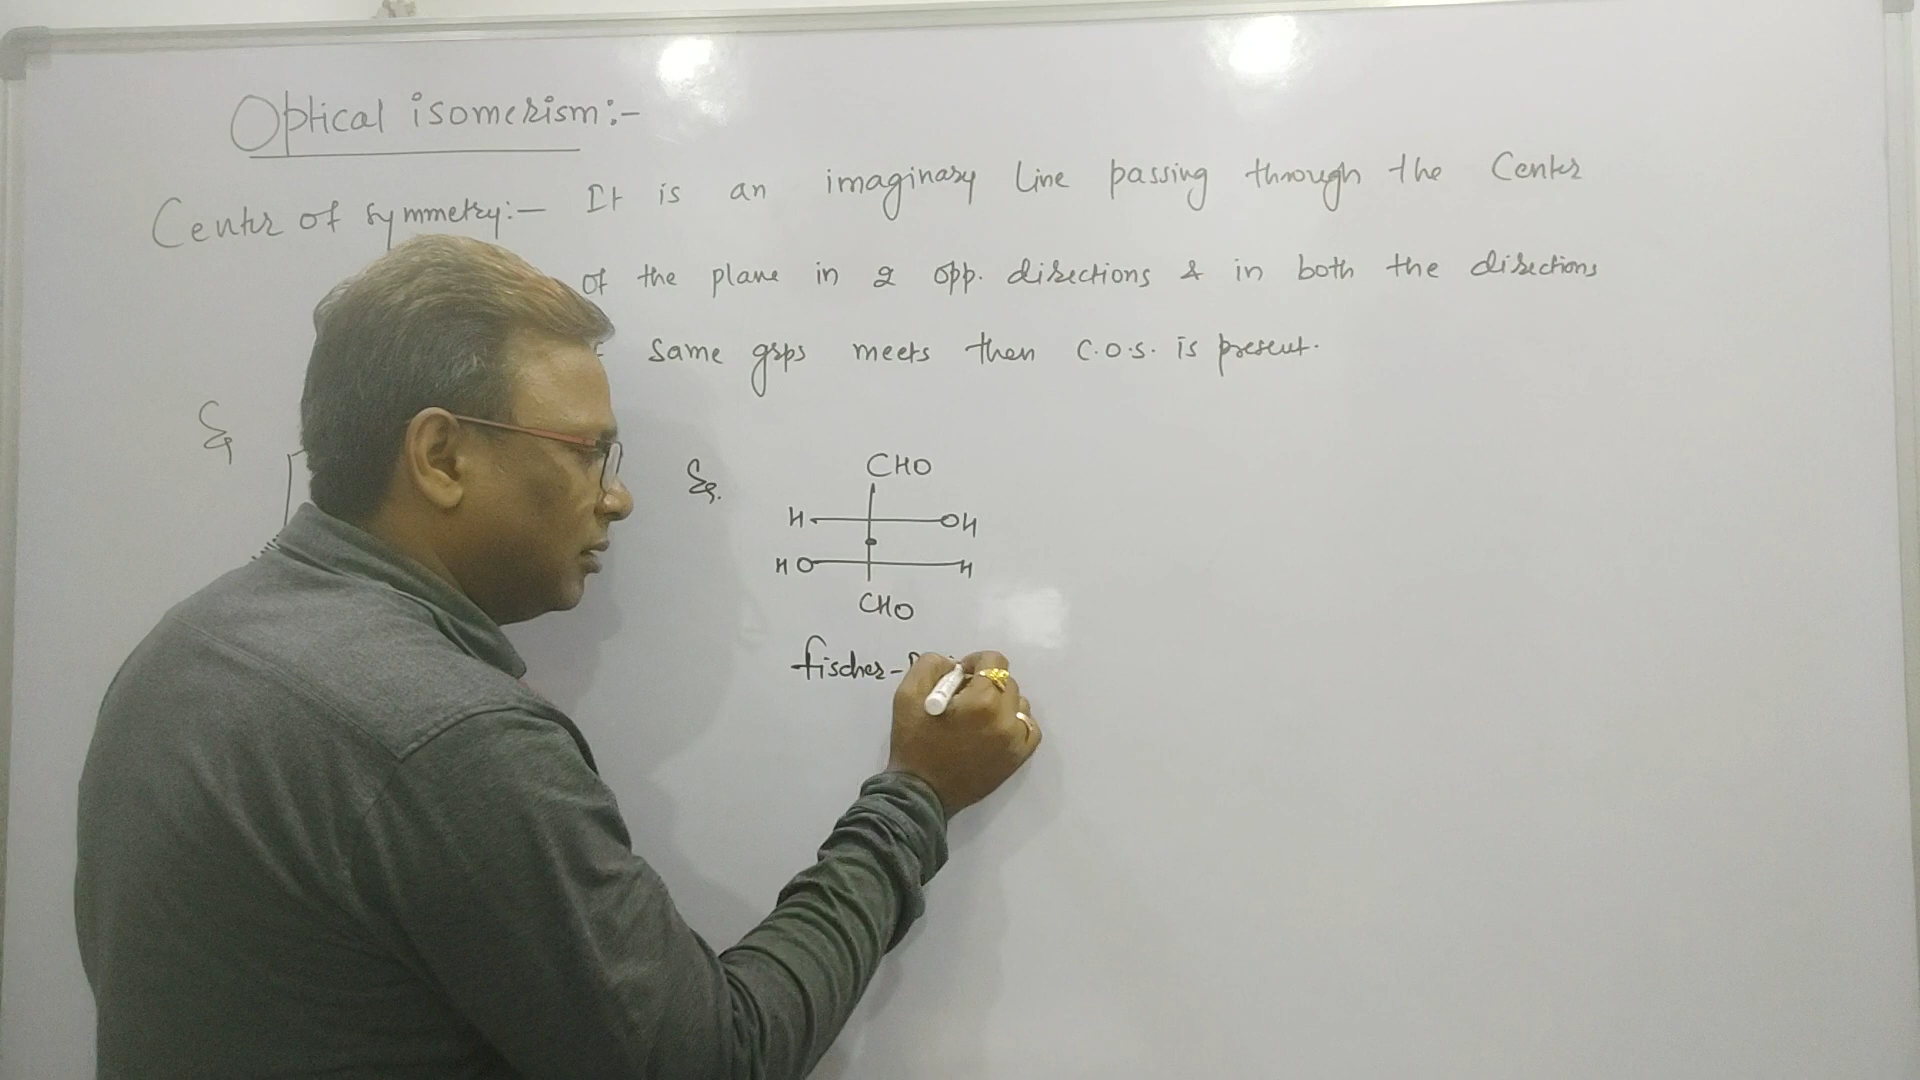 Optical isomerism:-
Center of symmetry:- It is an imaginary line passing through the Center
of the plane in 2 opp. directions & in both the directions
same grps meets then C.O.S. is present.
Eg
Eg.
CHO
H OH
HO H
CHO
fischer-